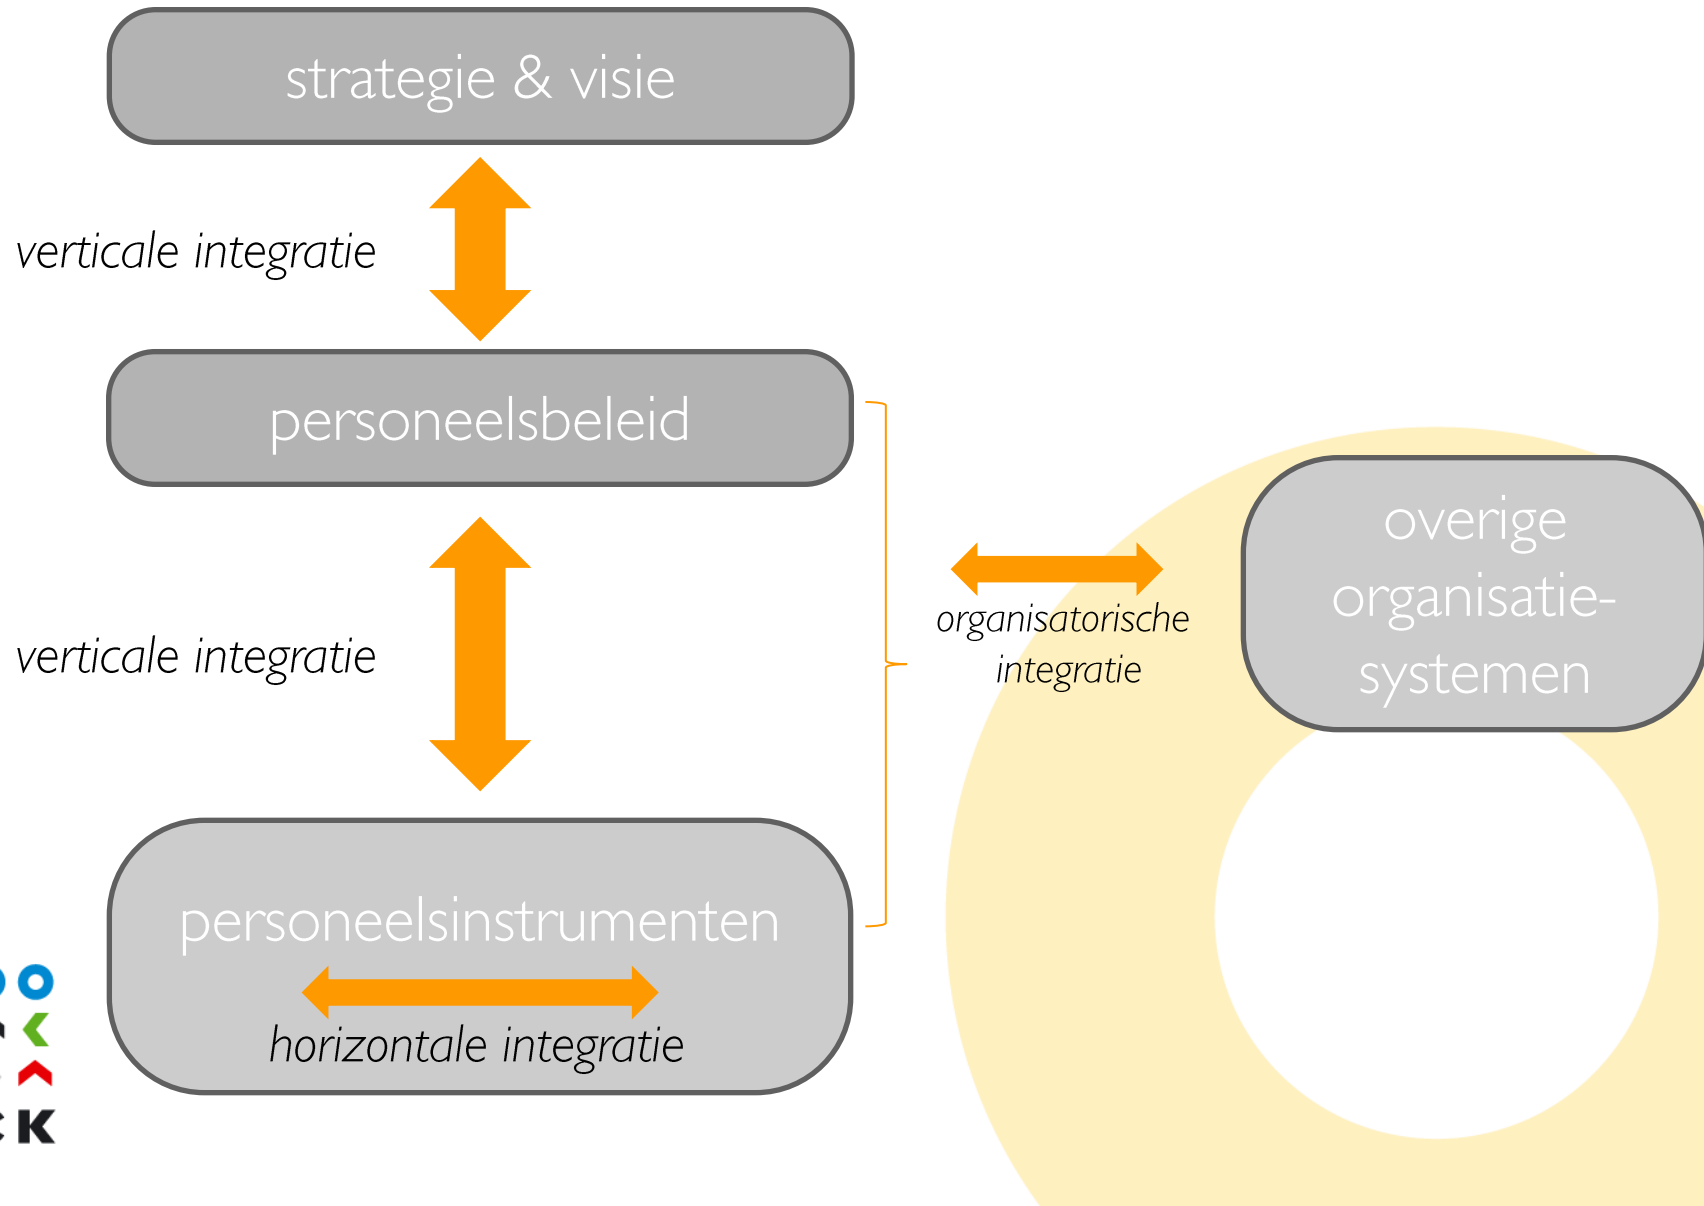 strategie & visie
verticale integratie
personeelsbeleid
verticale integratie
organisatorische
integratie
overige
organisatie-
systemen
personeelsinstrumenten
horizontale integratie